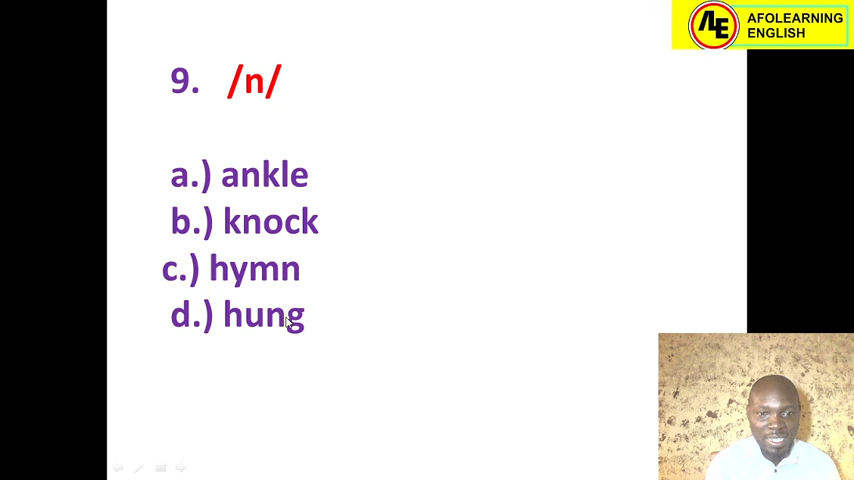 AFOLEARNING
ENGLISH
9. /n/
a.) ankle
b.) knock
c.) hymn
d.) hung